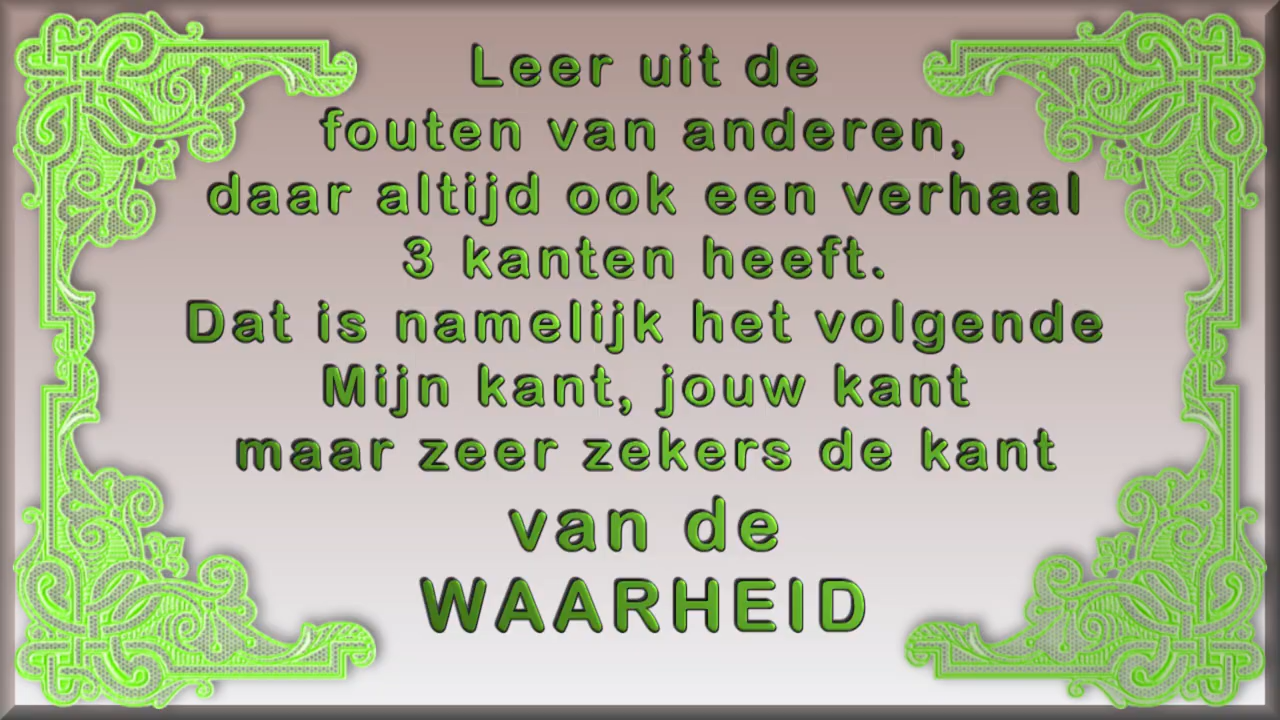 Leer uit de
fouten van anderen,
daar altijd ook een verhaal
3 kanten heeft.
Dat is namelijk het volgende
Mijn kant, jouw kant
maar zeer zekers de kant
van de
WAARHEID